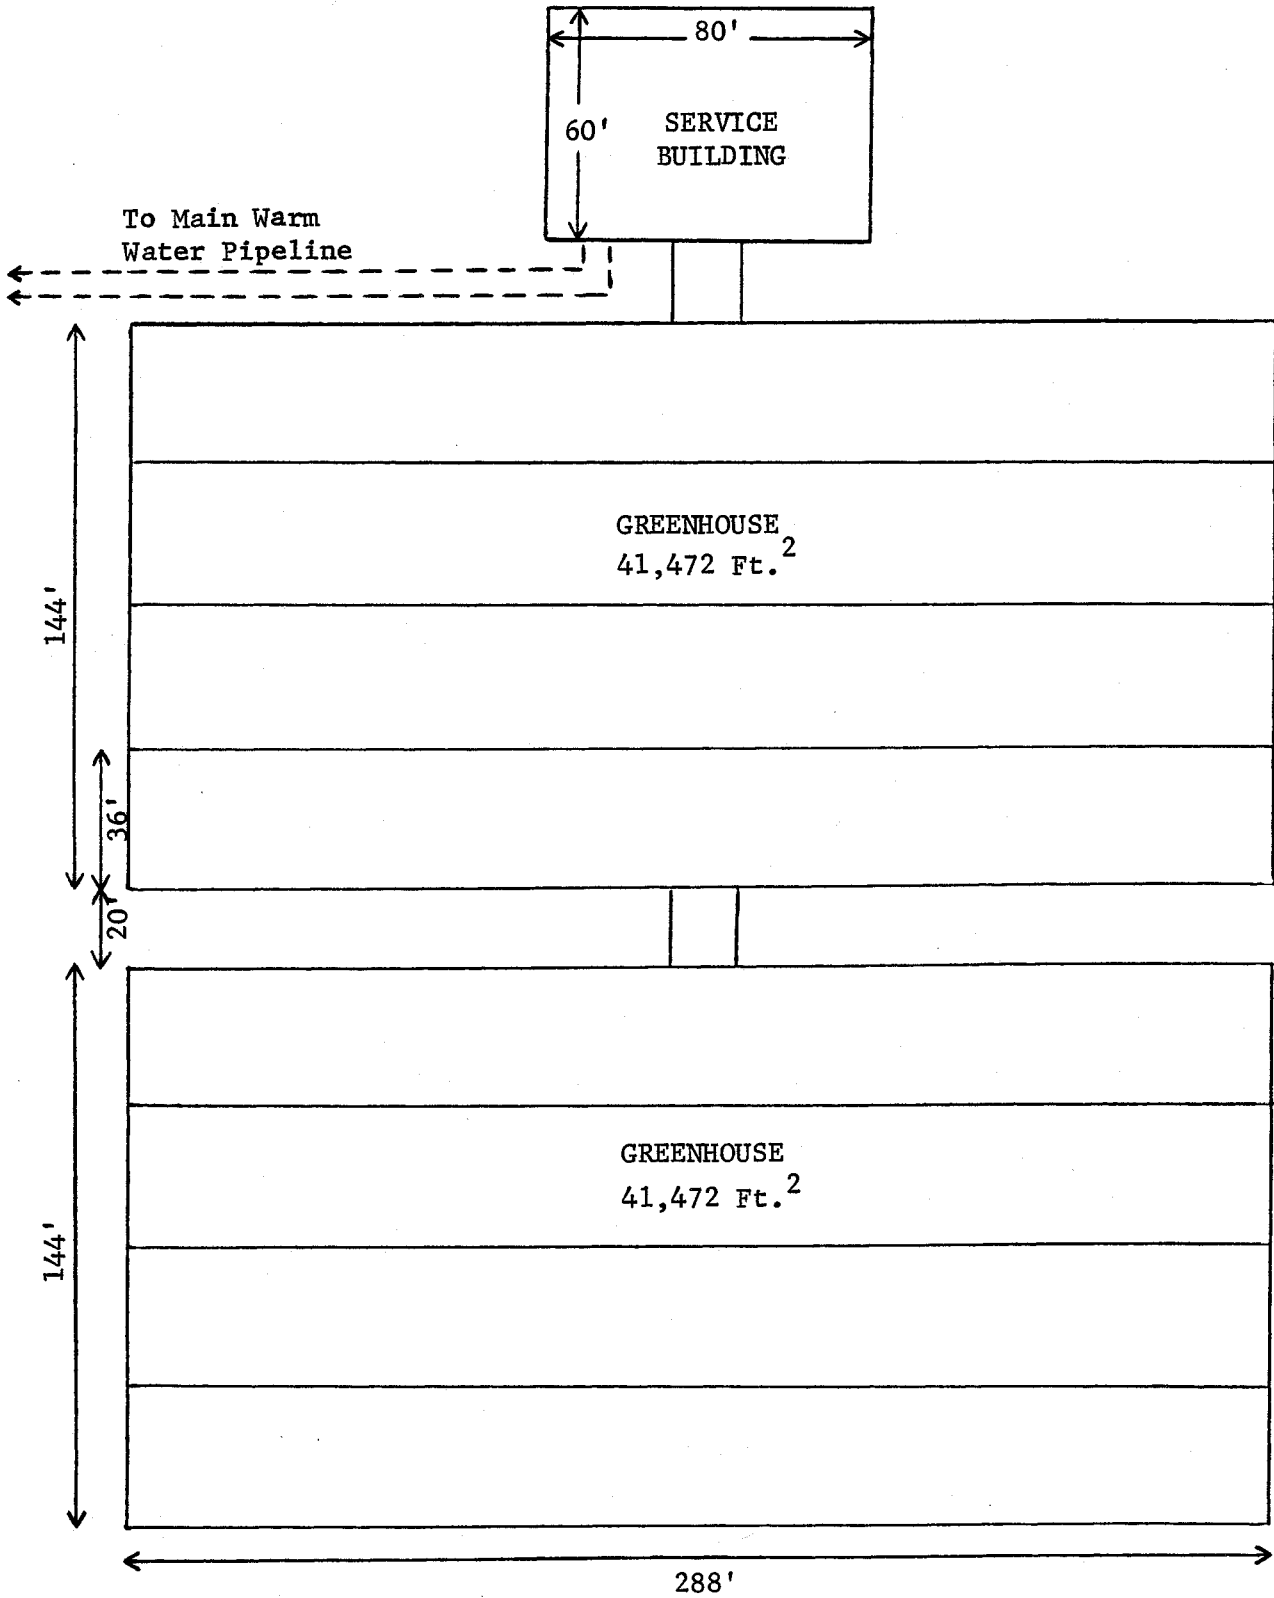 80'
60'
SERVICE
BUILDING
To Main Warm
Water Pipeline
GREENHOUSE
41,472 Ft.²
144'
36'
20'
GREENHOUSE
41,472 Ft.²
144'
288'